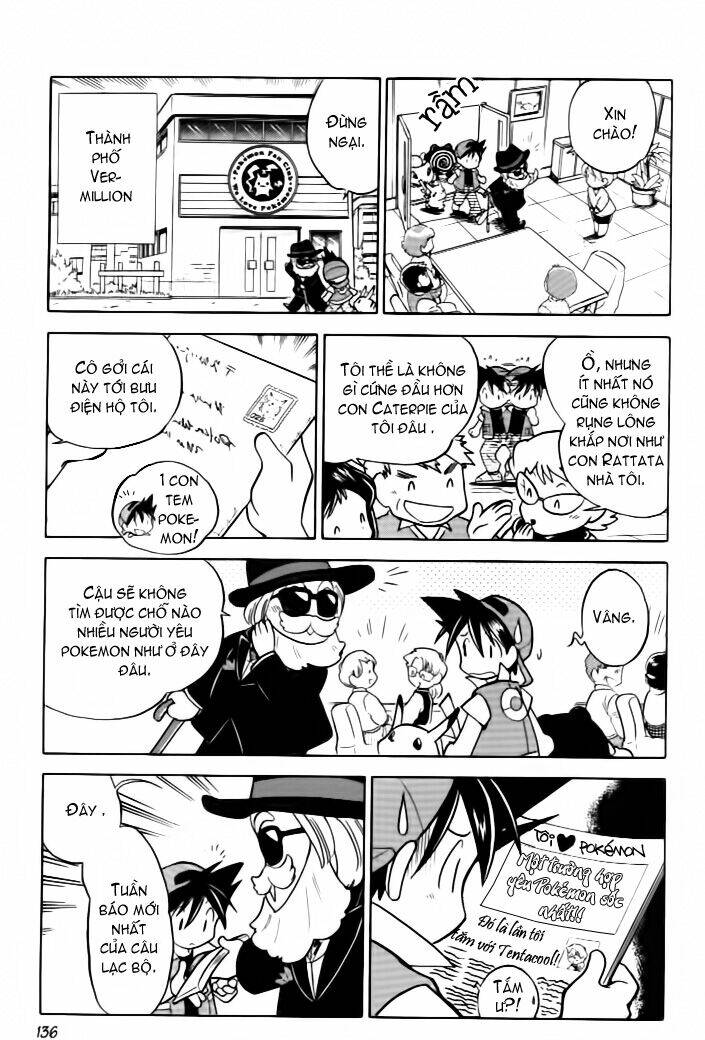 Thành
phố
Ver-
million
Pokémon Fan Club
We Love Pokémon
Đừng
ngại.
rầm
Xin
chào!
Cô gởi cái
này tới bưu
điện hộ tôi.
1 con
tem
poke-
mon!
Tôi thề là không
gì cứng đầu hơn
con Caterpie của
tôi đâu .
Ồ, nhưng
ít nhất nó
cũng không
rụng lông
khắp nơi như
con Rattata
nhà tôi.
Cậu sẽ không
tìm được chỗ nào
nhiều người yêu
pokemon như ở đây
đâu.
Vâng.
Đây .
Tuần
báo mới
nhất
của câu
lạc bộ.
Tôi ♥ Pokémon
Một trường hợp
yêu Pokémon sốc
nhất!!!
Đó là lần tôi
tắm với Tentacool!
Tắm
ư?!
136